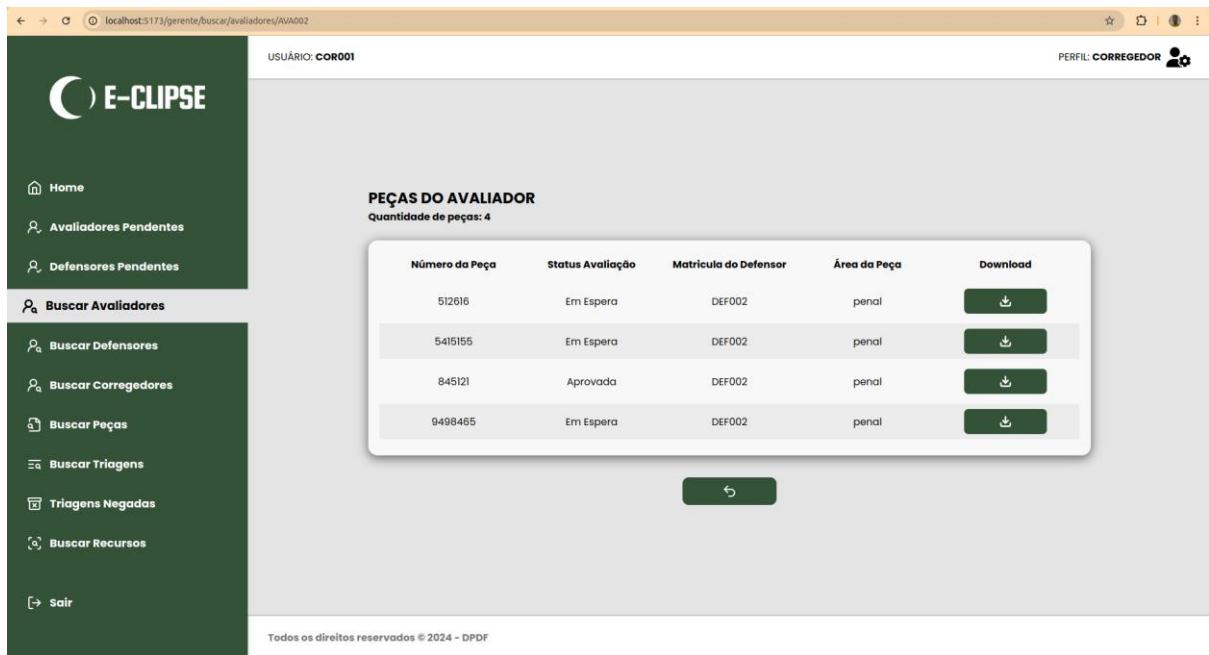 localhost:5173/gerente/buscar/avaliadores/AVA002
USUÁRIO: COR001
PERFIL: CORREGEDOR
E-CLIPSE
Home
Avaliadores Pendentes
Defensores Pendentes
Buscar Avaliadores
Buscar Defensores
Buscar Corregedores
Buscar Peças
Buscar Triagens
Triagens Negadas
Buscar Recursos
Sair
PEÇAS DO AVALIADOR
Quantidade de peças: 4
Número da Peça Status Avaliação Matricula do Defensor Área da Peça Download
512616 Em Espera DEF002 penal
5415155 Em Espera DEF002 penal
845121 Aprovada DEF002 penal
9498465 Em Espera DEF002 penal
Todos os direitos reservados © 2024 - DPDF